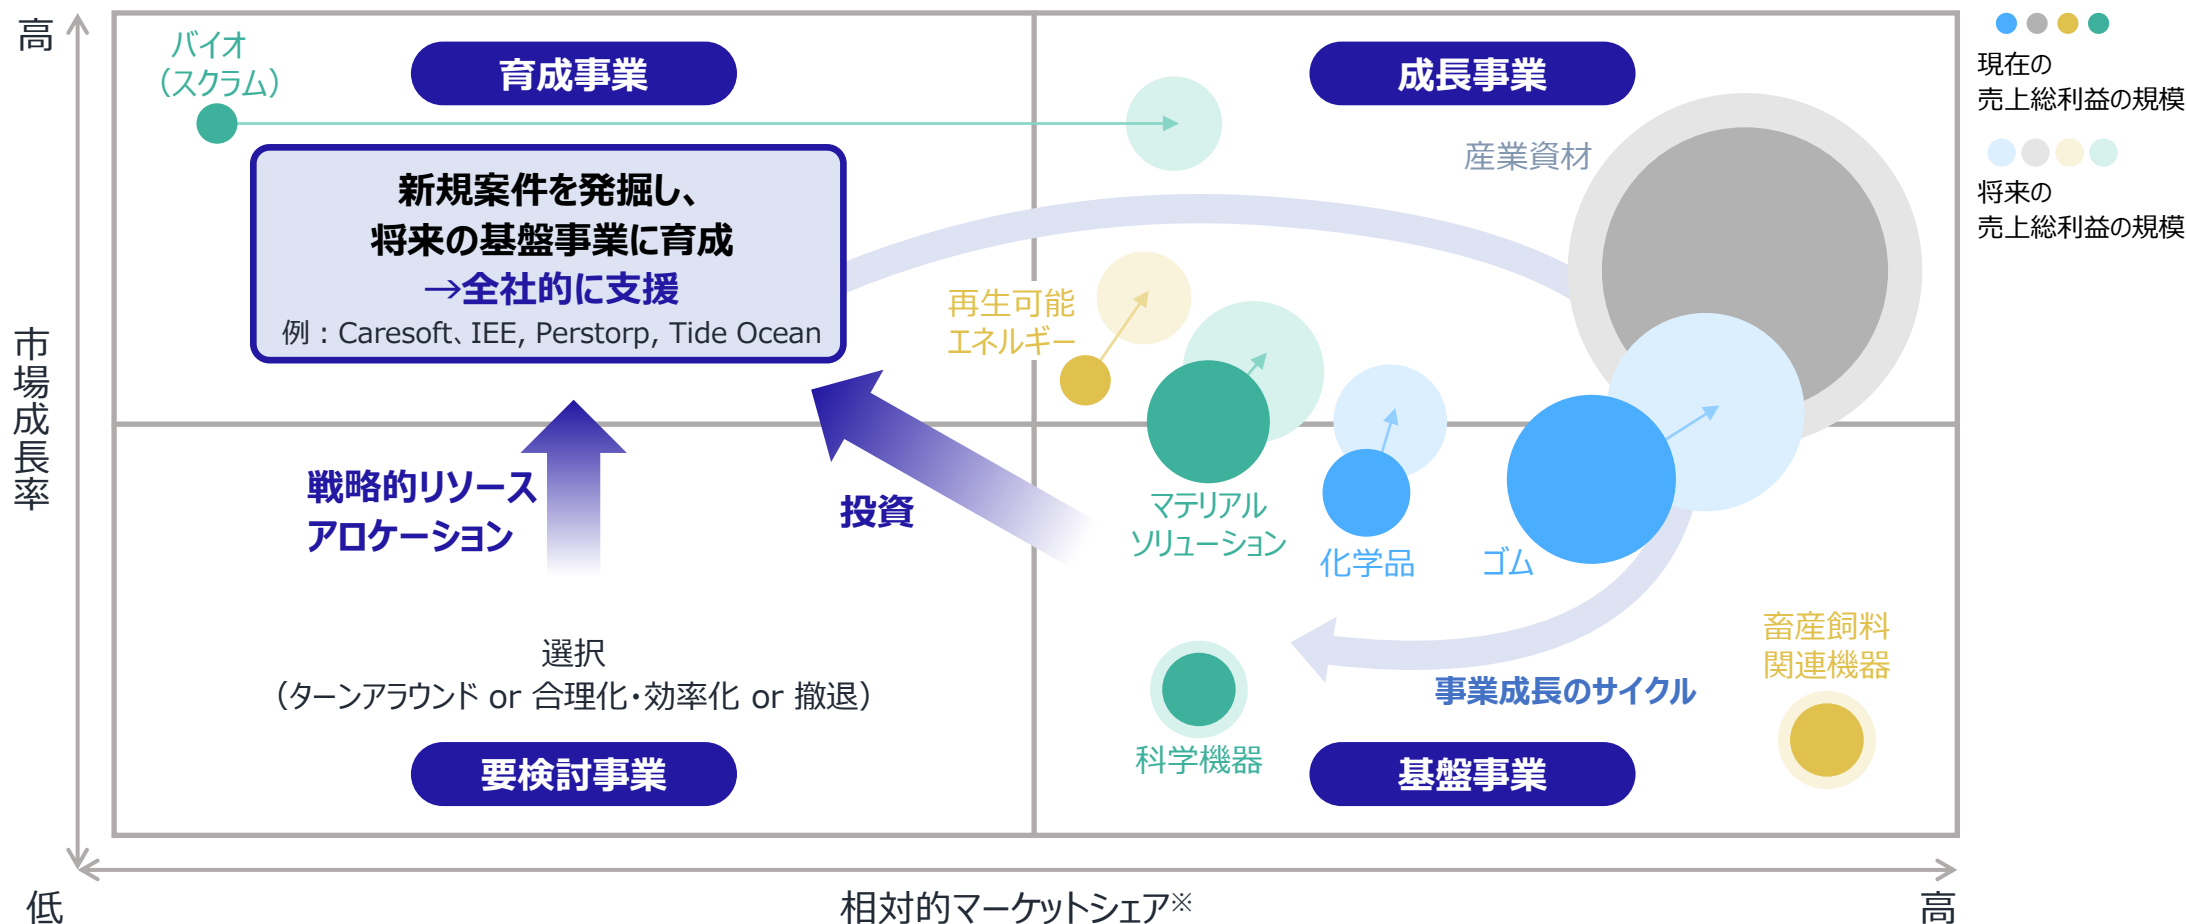 高
バイオ
（スクラム）
育成事業
成長事業
現在の
売上総利益の規模
将来の
売上総利益の規模
産業資材
新規案件を発掘し、
将来の基盤事業に育成
→全社的に支援
例：Caresoft、IEE, Perstorp, Tide Ocean
再生可能
エネルギー
市場成長率
戦略的リソース
アロケーション
投資
マテリアル
ソリューション
化学品
ゴム
選択
（ターンアラウンド or 合理化・効率化 or 撤退）
要検討事業
科学機器
事業成長のサイクル
基盤事業
畜産飼料
関連機器
低
相対的マーケットシェア※
高